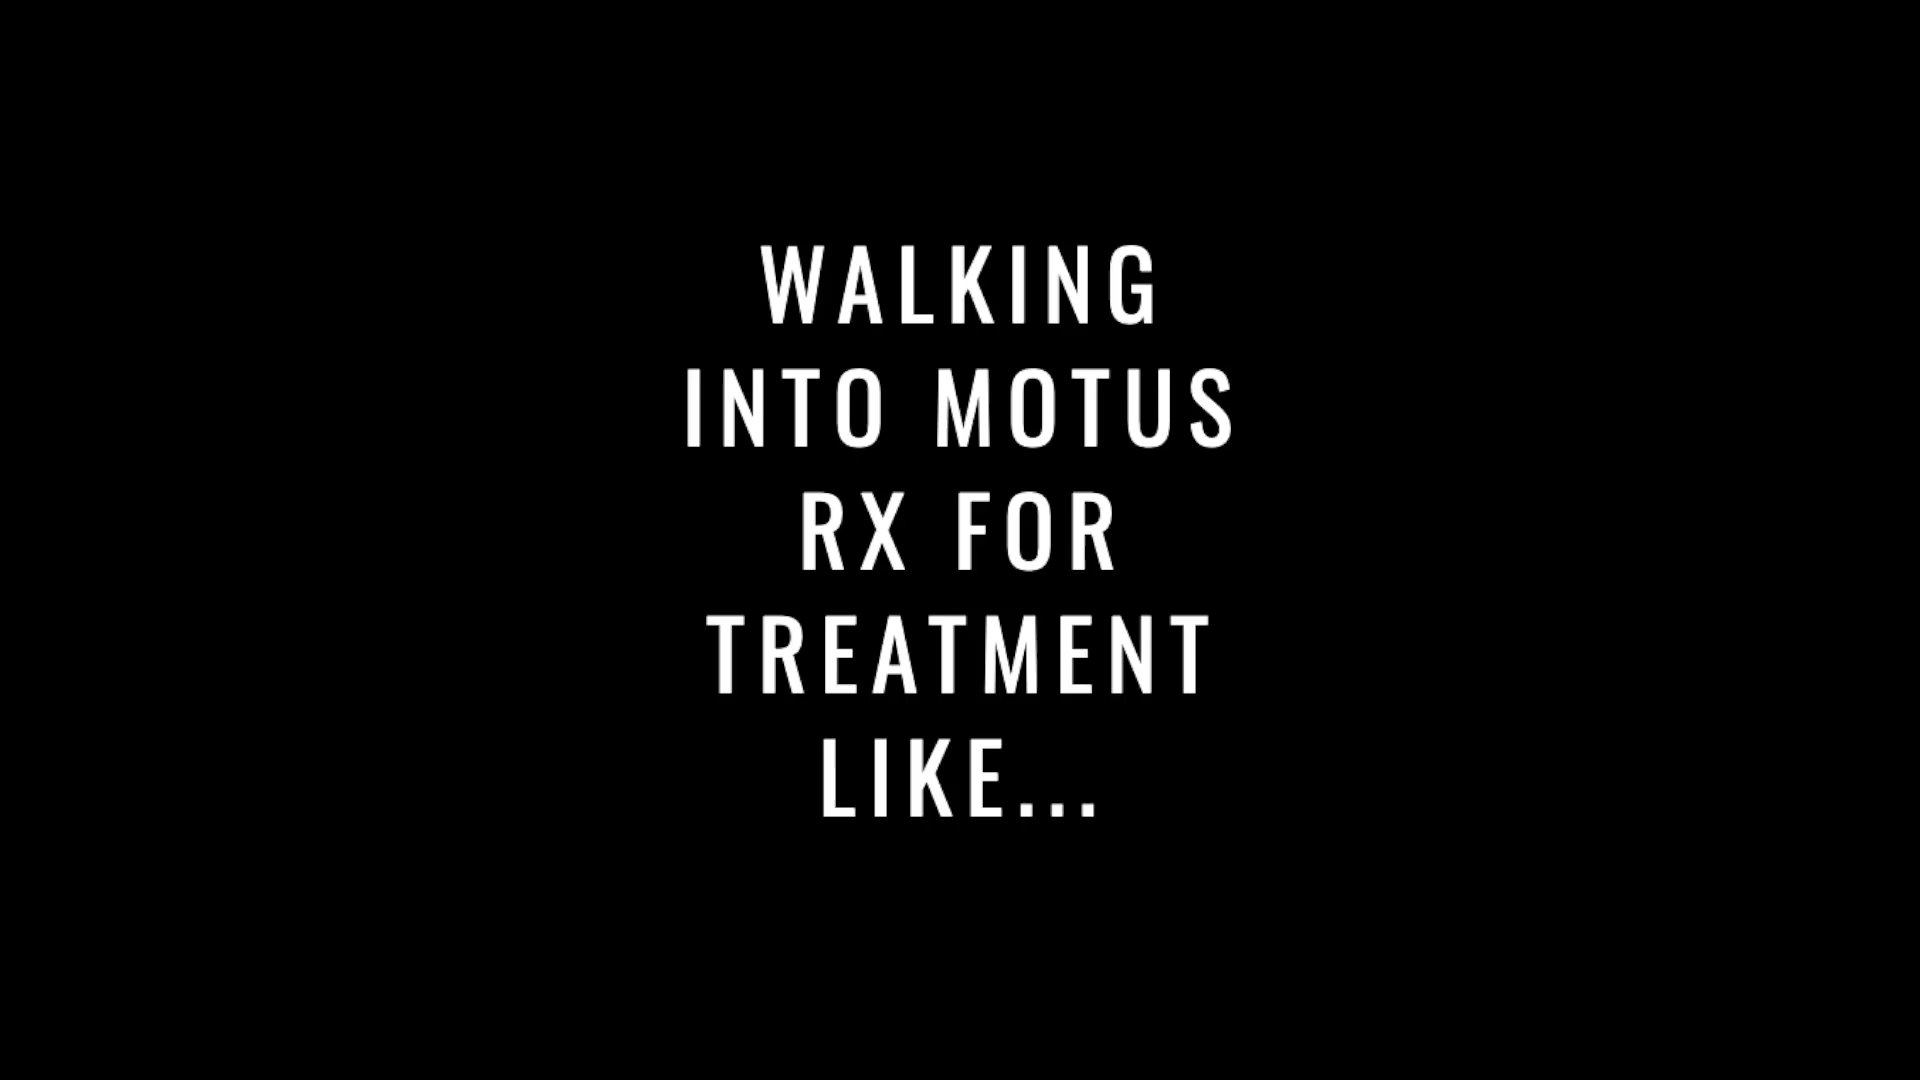 WALKING
INTO MOTUS
RX FOR
TREATMENT
LIKE...